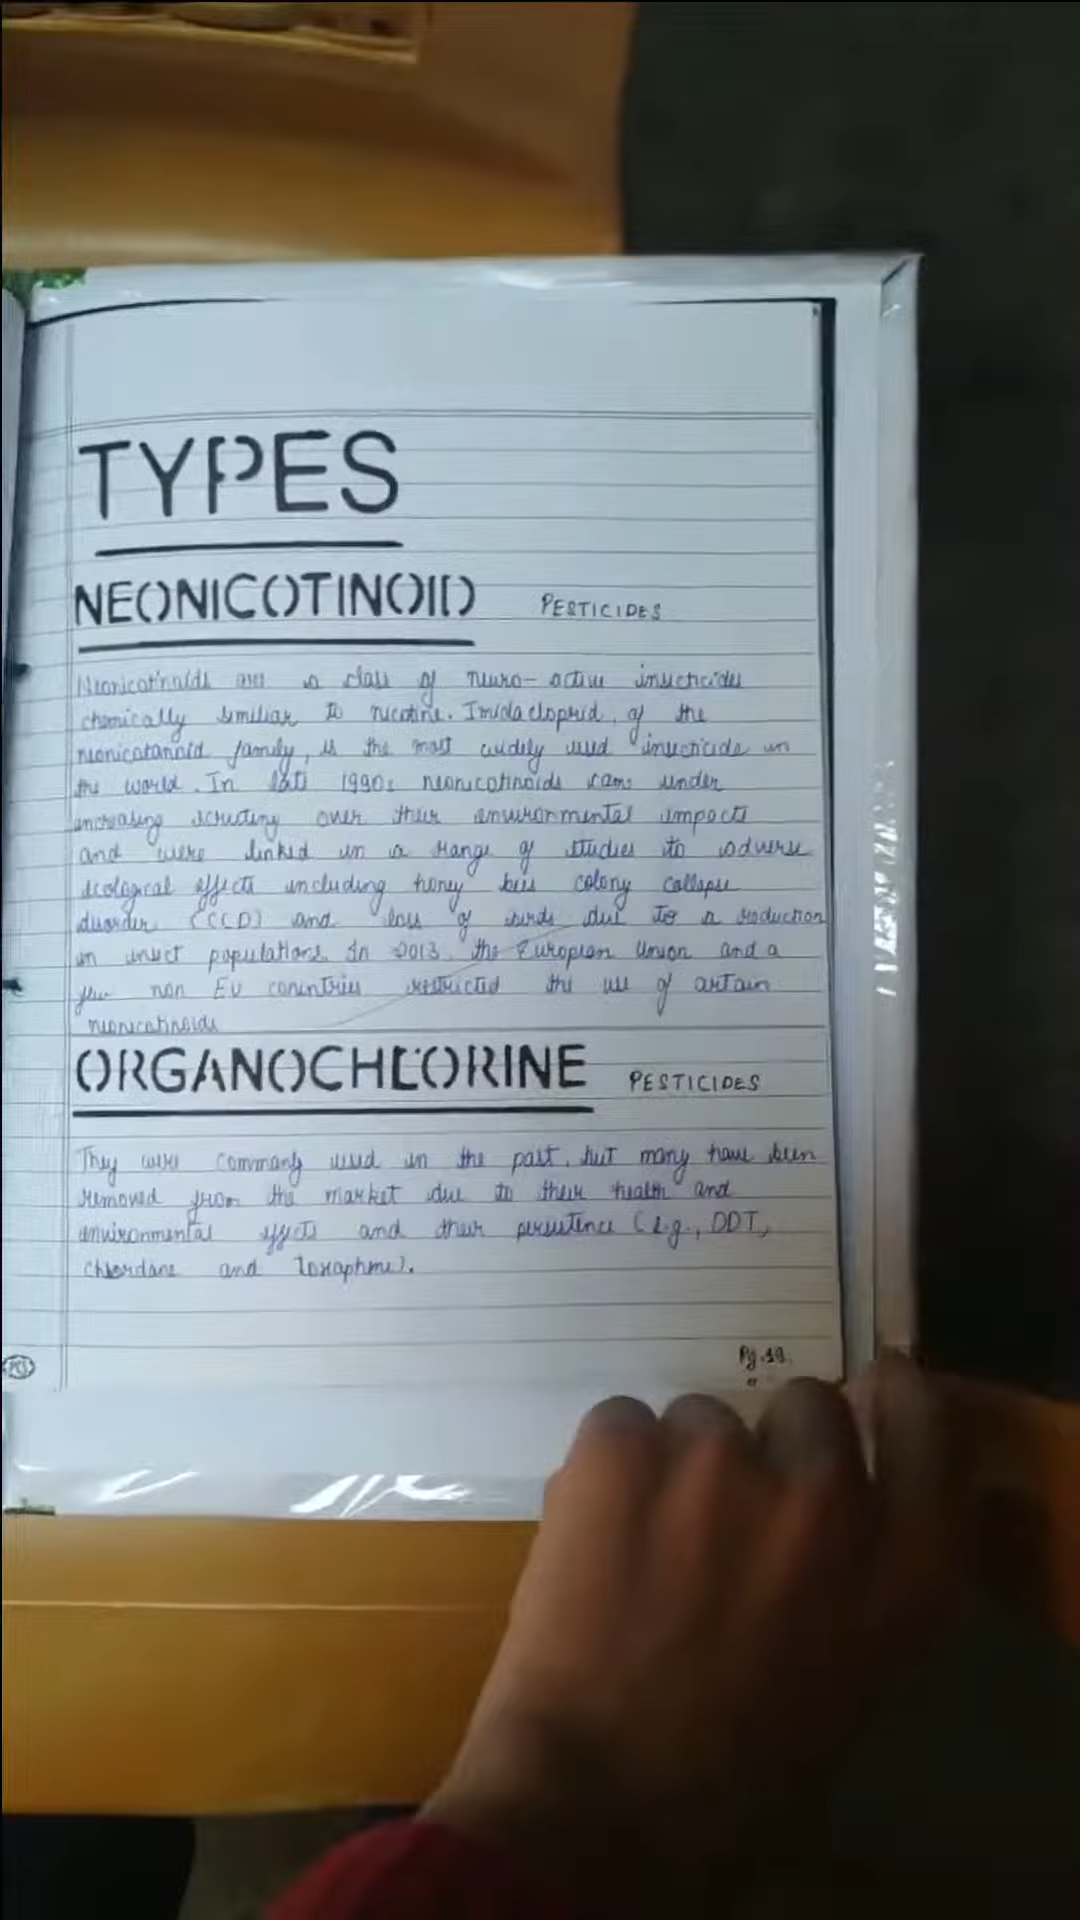 TYPES
NEONICOTINOID PESTICIDES
Neonicotinoids are a class of neuro-active insecticides
chemically similiar to nicotine. Imidacloprid, of the
neonicotanoid family, is the most widely used insecticide in
the world. In late 1990s neonicotinoids came under
increasing scrutiny over their environmental impacts
and were linked in a range of studies to adverse
ecological effects including honey bee colony collapse
disorder (CCD) and loss of birds due to a reduction
in insect populations. In 2013, the European Union and a
few non EU conuntries restricted the use of certain
neonicotinoids
ORGANOCHLORINE PESTICIDES
They were commonly used in the past, but many have been
removed from the market due to their health and
environmental effects and their persistence (e.g., DDT,
chlordane and
Pg.19.